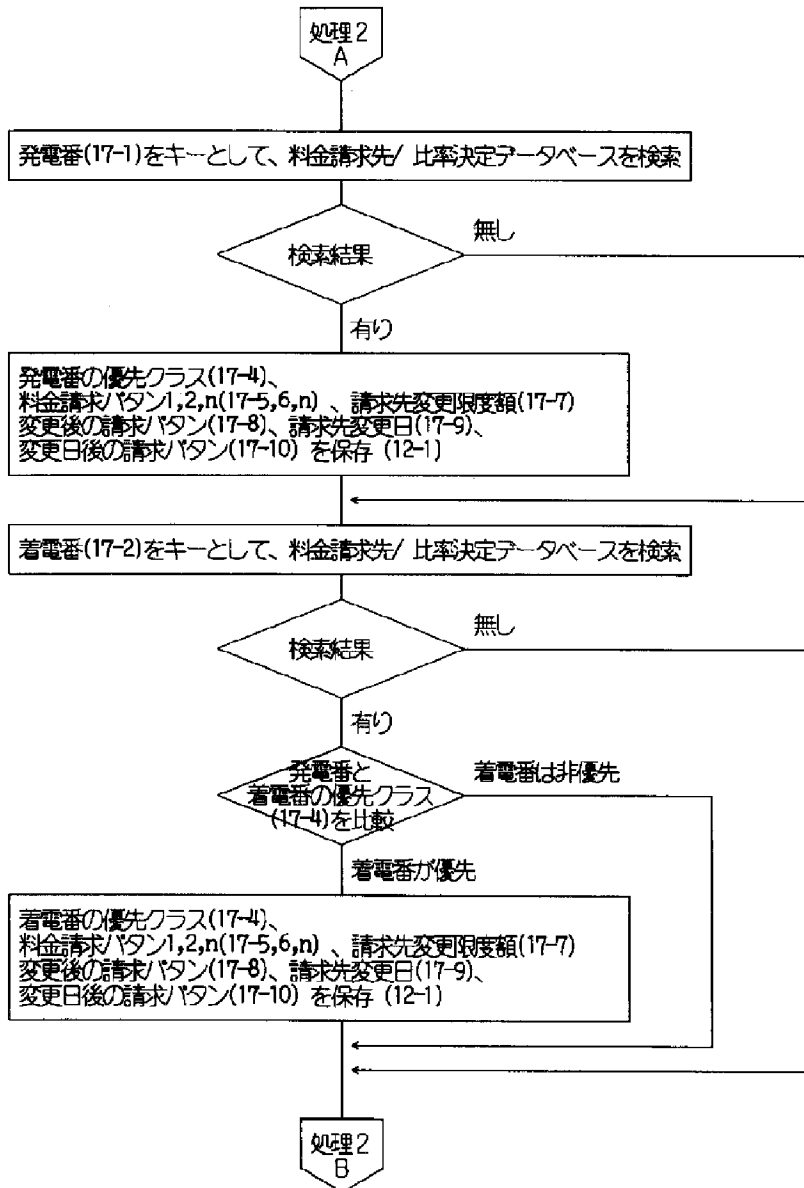 処理2
A
発電番(17-1)をキーとして、料金請求先/ 比率決定データベースを検索
検索結果
無し
有り
発電番の優先クラス(17-4)、
料金請求パタン1,2,n(17-5,6,n) 、請求先変更限度額(17-7)
変更後の請求パタン(17-8)、請求先変更日(17-9)、
変更日後の請求パタン(17-10) を保存 (12-1)
着電番(17-2)をキーとして、料金請求先/ 比率決定データベースを検索
検索結果
無し
有り
発電番と
着電番の優先クラス
(17-4)を比較
着電番は非優先
着電番が優先
着電番の優先クラス(17-4)、
料金請求パタン1,2,n(17-5,6,n) 、請求先変更限度額(17-7)
変更後の請求パタン(17-8)、請求先変更日(17-9)、
変更日後の請求パタン(17-10) を保存 (12-1)
処理2
B